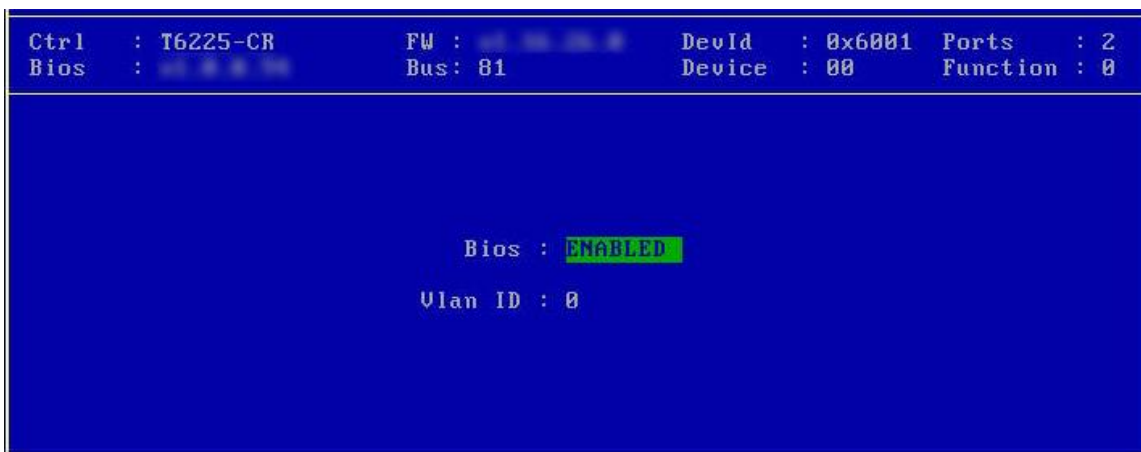 Ctrl : T6225-CR FW : DevId : 0x6001 Ports : 2
Bios : Bus: 81 Device : 00 Function : 0
Bios : ENABLED
Vlan ID : 0